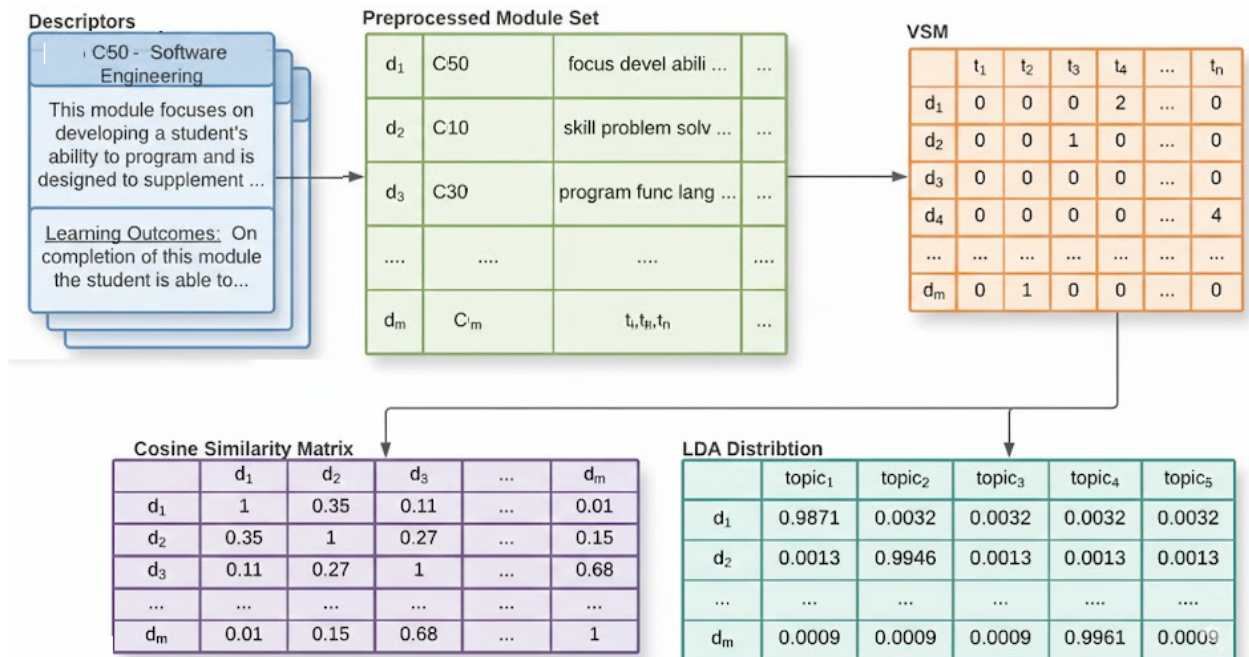 Descriptors
C50 - Software
Engineering
This module focuses on
developing a student's
ability to program and is
designed to supplement ...
Learning Outcomes: On
completion of this module
the student is able to...
Preprocessed Module Set
d₁ C50 focus devel abili ... ...
d₂ C10 skill problem solv ... ...
d₃ C30 program func lang ... ...
.... .... .... ....
dₘ C'm ...
VSM
t₁ t₂ t₃ t₄ ... tₙ
d₁ 0 0 0 2 ... 0
d₂ 0 0 1 0 ... 0
d₃ 0 0 0 0 ... 0
d₄ 0 0 0 0 ... 4
... ... ... ... ... ... ...
dₘ 0 1 0 0 ... 0
Cosine Similarity Matrix
d₁ d₂ d₃ ... dₘ
d₁ 1 0.35 0.11 ... 0.01
d₂ 0.35 1 0.27 ... 0.15
d₃ 0.11 0.27 1 ... 0.68
... ... ... ... ... ...
dₘ 0.01 0.15 0.68 ... 1
LDA Distribtion
topic₁ topic₂ topic₃ topic₄ topic₅
d₁ 0.9871 0.0032 0.0032 0.0032 0.0032
d₂ 0.0013 0.9946 0.0013 0.0013 0.0013
... ... ... .... ....
dₘ 0.0009 0.0009 0.0009 0.9961 0.0009